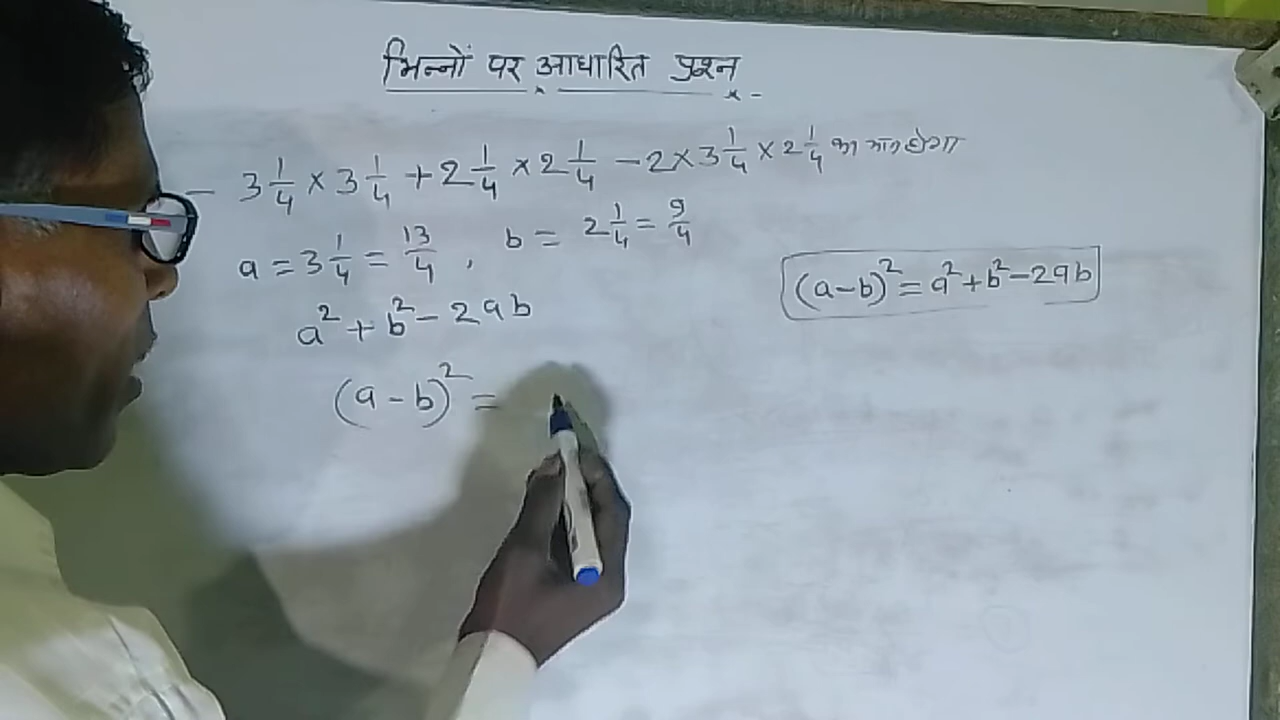 भिन्नों पर आधारित प्रश्न
- 3 1/4 × 3 1/4 + 2 1/4 × 2 1/4 - 2 × 3 1/4 × 2 1/4 का मान होगा
a = 3 1/4 = 13/4 , b = 2 1/4 = 9/4
(a-b)² = a² + b² - 2ab
a² + b² - 2ab
(a - b)² =